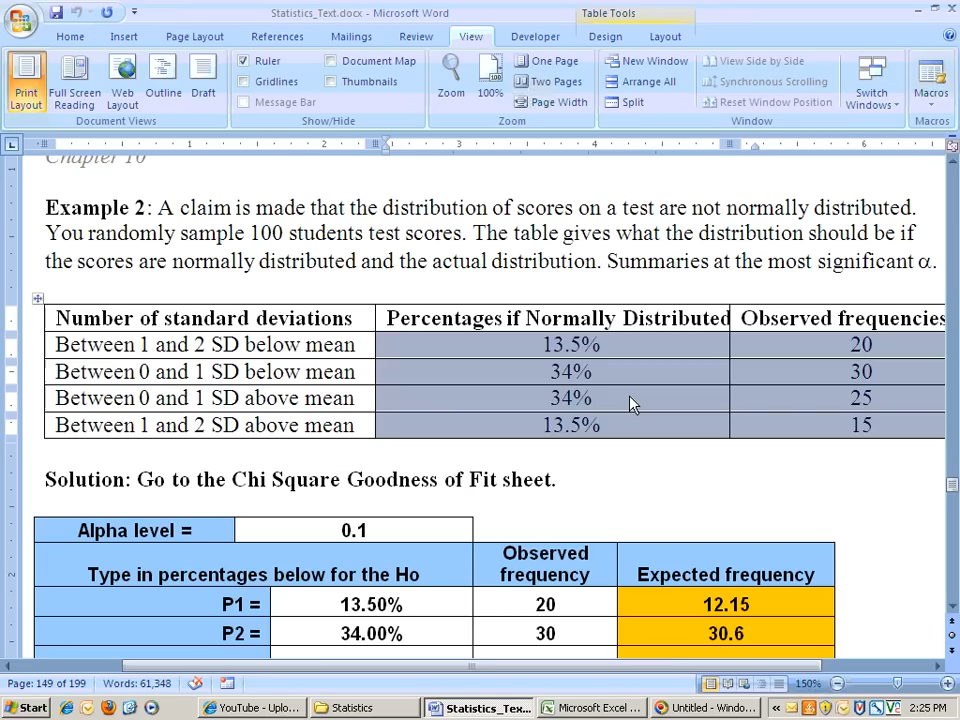 Statistics_Text.docx - Microsoft Word
Table Tools
Home Insert Page Layout References Mailings Review View Developer Design Layout
Print Layout
Full Screen Reading
Web Layout
Outline
Draft
Document Views
Ruler
Gridlines
Message Bar
Document Map
Thumbnails
Show/Hide
Zoom
100%
One Page
Two Pages
Page Width
Zoom
New Window
Arrange All
Split
View Side by Side
Synchronous Scrolling
Reset Window Position
Window
Switch Windows
Macros
Macros
1 2 3 4 6
Chapter 10
Example 2: A claim is made that the distribution of scores on a test are not normally distributed.
You randomly sample 100 students test scores. The table gives what the distribution should be if
the scores are normally distributed and the actual distribution. Summaries at the most significant α.
Number of standard deviations Percentages if Normally Distributed Observed frequencies
Between 1 and 2 SD below mean 13.5% 20
Between 0 and 1 SD below mean 34% 30
Between 0 and 1 SD above mean 34% 25
Between 1 and 2 SD above mean 13.5% 15
Solution: Go to the Chi Square Goodness of Fit sheet.
Alpha level = 0.1
Type in percentages below for the Ho Observed frequency Expected frequency
P1 = 13.50% 20 12.15
P2 = 34.00% 30 30.6
Page: 149 of 199 Words: 61,348 150%
Start YouTube - Uplo... Statistics Statistics_Tex... Microsoft Excel ... Untitled - Windo... 2:25 PM